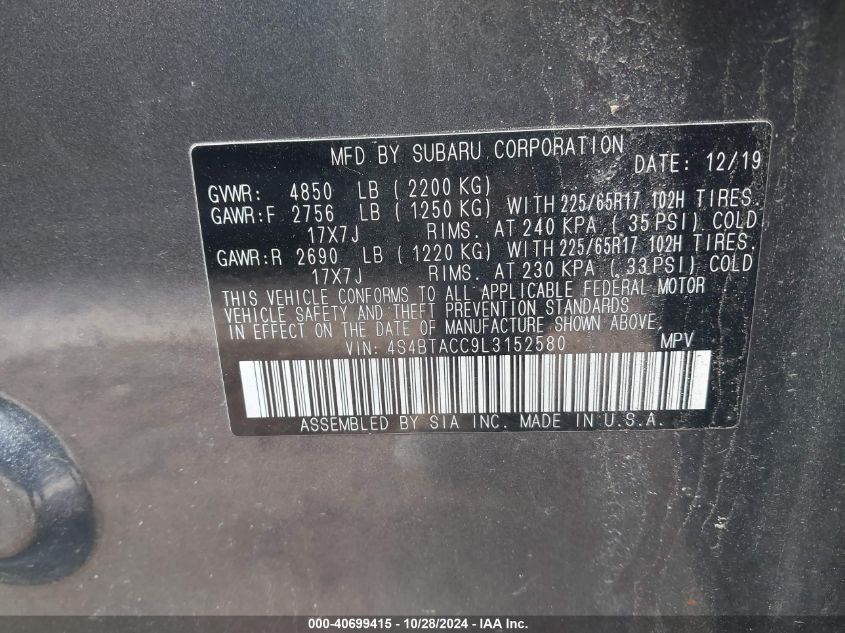 MFD BY SUBARU CORPORATION
DATE: 12/19
GVWR: 4850 LB (2200 KG)
GAWR:F 2756 LB (1250 KG) WITH 225/65R17 102H TIRES.
17X7J RIMS. AT 240 KPA (35 PSI) COLD
GAWR:R 2690 LB (1220 KG) WITH 225/65R17 102H TIRES.
17X7J RIMS. AT 230 KPA (33 PSI) COLD
THIS VEHICLE CONFORMS TO ALL APPLICABLE FEDERAL MOTOR
VEHICLE SAFETY AND THEFT PREVENTION STANDARDS
IN EFFECT ON THE DATE OF MANUFACTURE SHOWN ABOVE.
VIN: 4S4BTACC9L3152580 MPV
ASSEMBLED BY SIA INC. MADE IN U.S.A.
000-40699415 - 10/28/2024 - IAA Inc.